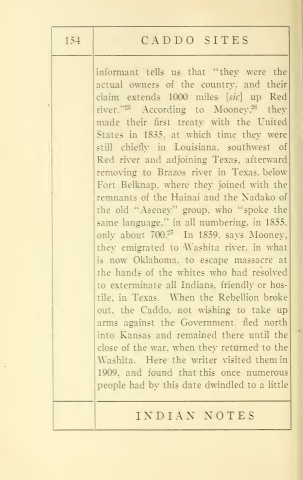 154
CADDO SITES
informant tells us that “they were the
actual owners of the country, and their
claim extends 1000 miles [sic] up Red
river.”²⁵ According to Mooney,²⁶ they
made their first treaty with the United
States in 1835, at which time they were
still chiefly in Louisiana, southwest of
Red river and adjoining Texas, afterward
removing to Brazos river in Texas, below
Fort Belknap, where they joined with the
remnants of the Hainai and the Nadako of
the old “Aseney” group, who “spoke the
same language,” in all numbering, in 1855,
only about 700.²⁷ In 1859, says Mooney,
they emigrated to Washita river, in what
is now Oklahoma, to escape massacre at
the hands of the whites who had resolved
to exterminate all Indians, friendly or hos-
tile, in Texas. When the Rebellion broke
out, the Caddo, not wishing to take up
arms against the Government fled north
into Kansas and remained there until the
close of the war, when they returned to the
Washita. Here the writer visited them in
1909, and found that this once numerous
people had by this date dwindled to a little
INDIAN NOTES